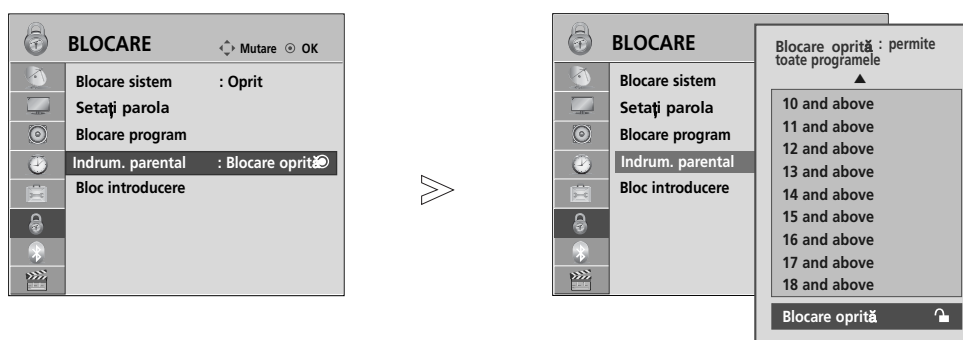 BLOCARE Mutare OK
Blocare sistem : Oprit
Setați parola
Blocare program
Indrum. parental : Blocare oprită
Bloc introducere
BLOCARE
Blocare sistem
Setați parola
Blocare program
Indrum. parental
Bloc introducere
Blocare oprită : permite
toate programele
10 and above
11 and above
12 and above
13 and above
14 and above
15 and above
16 and above
17 and above
18 and above
Blocare oprită